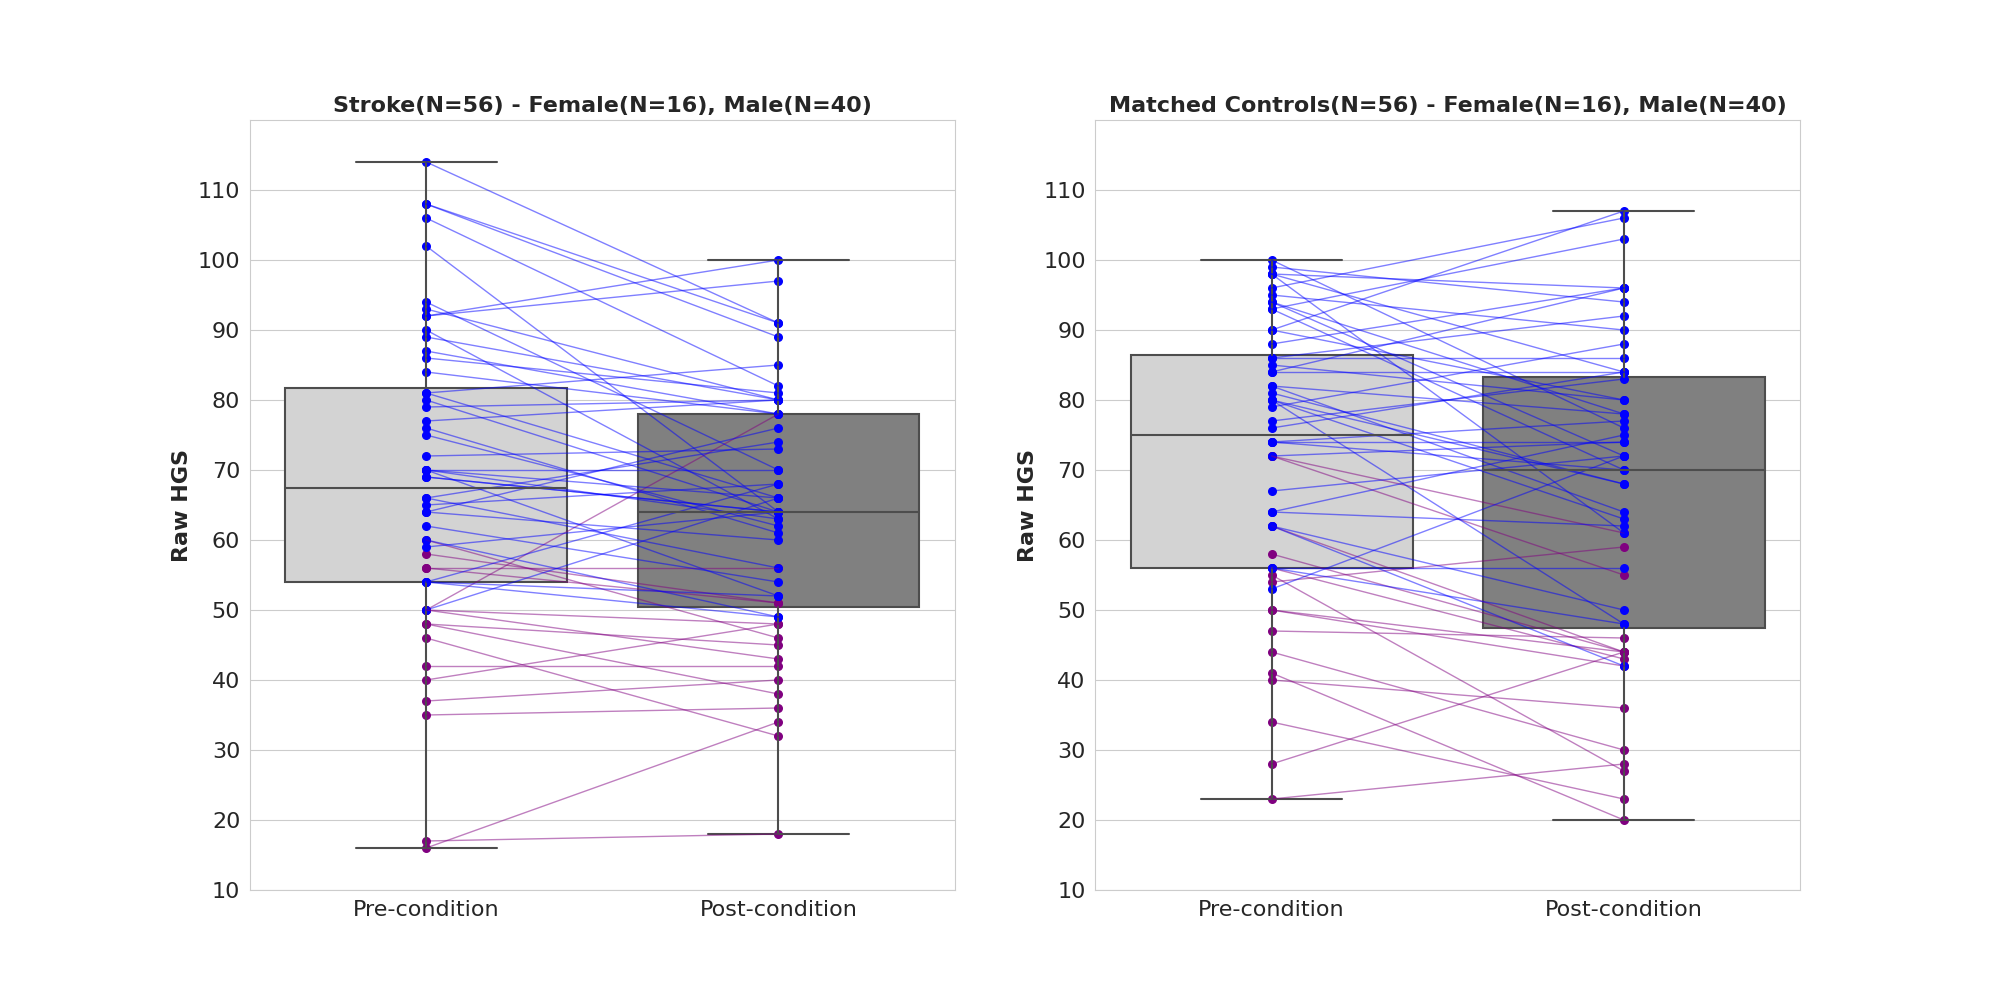 Stroke(N=56) - Female(N=16), Male(N=40)
Raw HGS
110
100
90
80
70
60
50
40
30
20
10
Pre-condition
Post-condition
Matched Controls(N=56) - Female(N=16), Male(N=40)
Raw HGS
110
100
90
80
70
60
50
40
30
20
10
Pre-condition
Post-condition